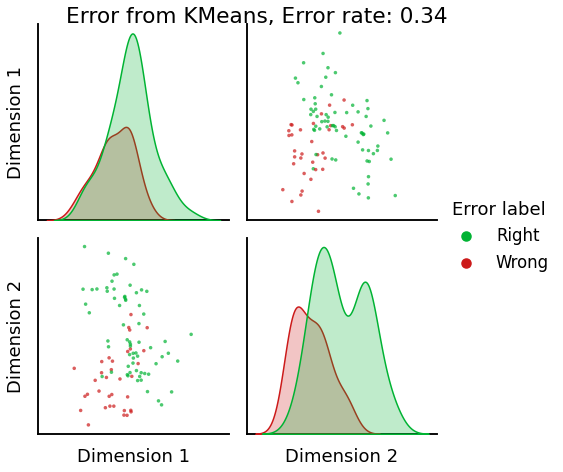 Error from KMeans, Error rate: 0.34
Dimension 1
Error label
Right
Wrong
Dimension 2
Dimension 1
Dimension 2